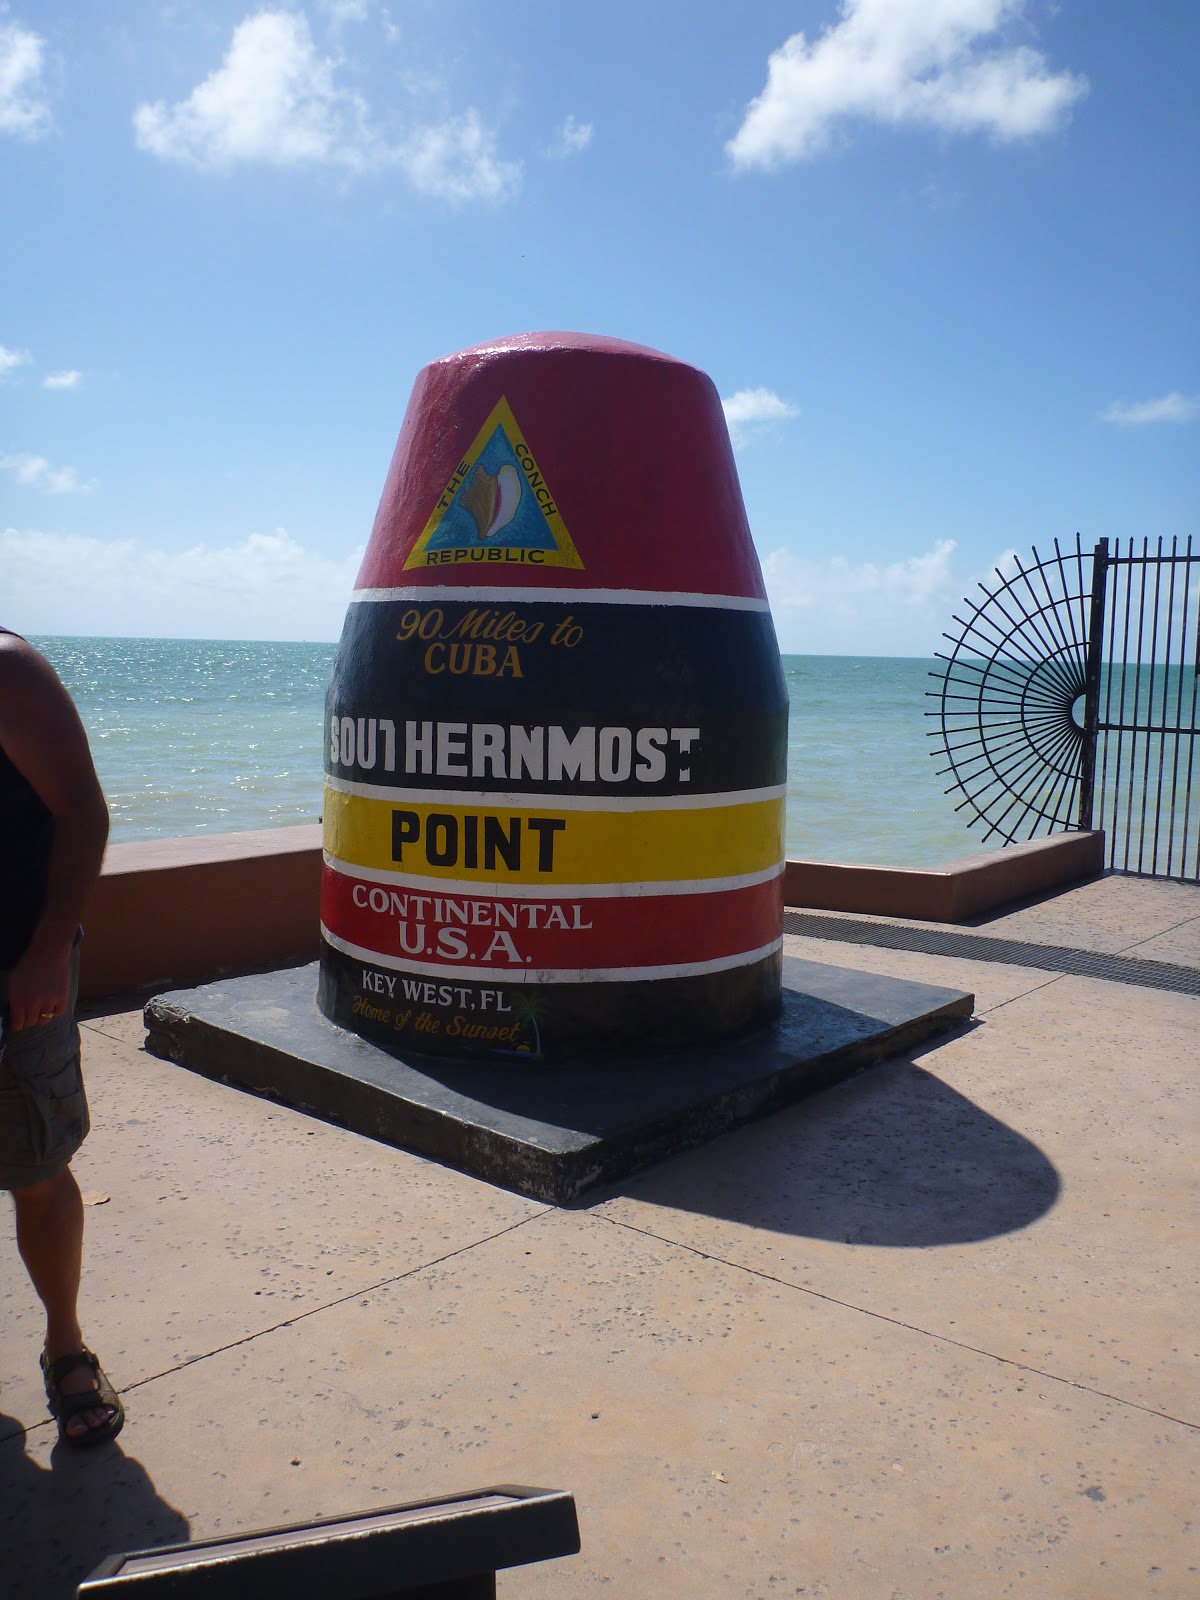 THE CONCH
REPUBLIC
90 Miles to
CUBA
SOUTHERNMOST
POINT
CONTINENTAL
U.S.A.
KEY WEST, FL
Home of the Sunset